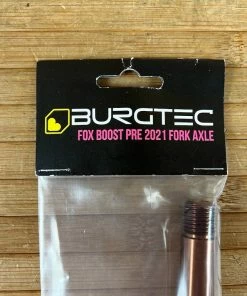 BURGTEC
FOX BOOST PRE 2021 FORK AXLE